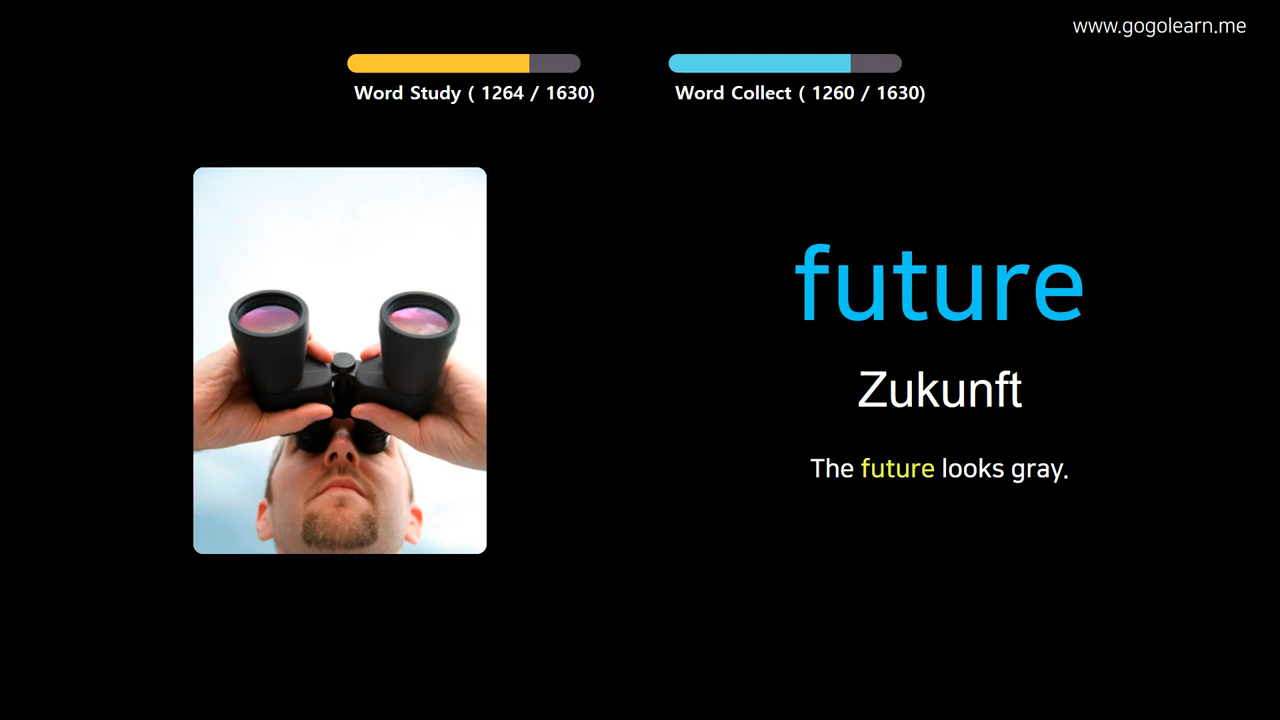 www.gogolearn.me
Word Study ( 1264 / 1630)
Word Collect ( 1260 / 1630)
future
Zukunft
The future looks gray.